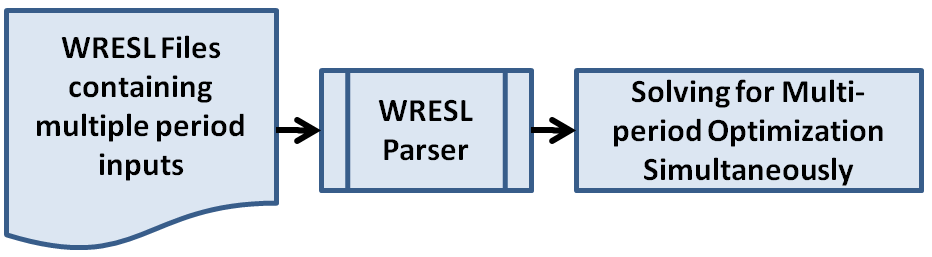 WRESL Files
containing
multiple period
inputs
WRESL
Parser
Solving for Multi-
period Optimization
Simultaneously